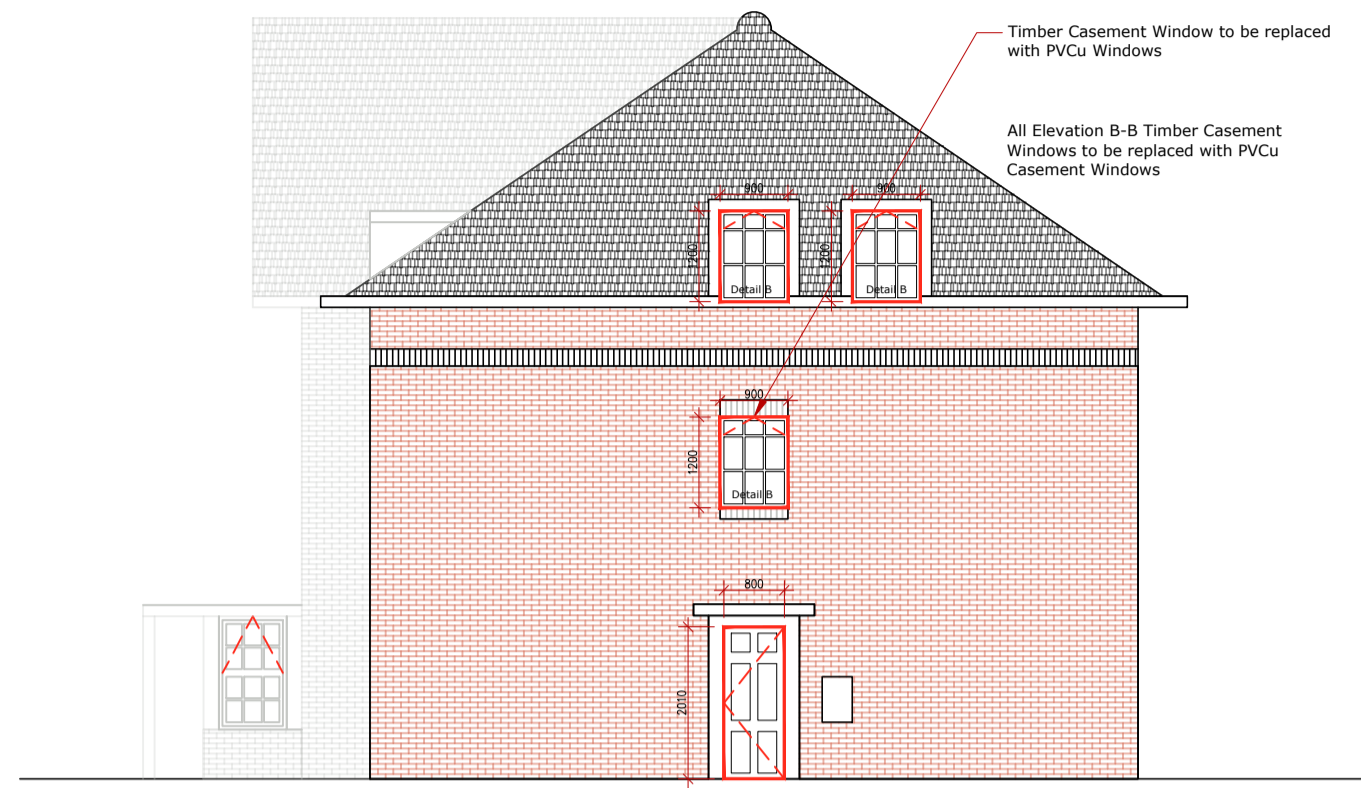 Timber Casement Window to be replaced
with PVCu Windows
All Elevation B-B Timber Casement
Windows to be replaced with PVCu
Casement Windows
900
900
1200
1200
Detail B
Detail B
900
1200
Detail B
800
2010